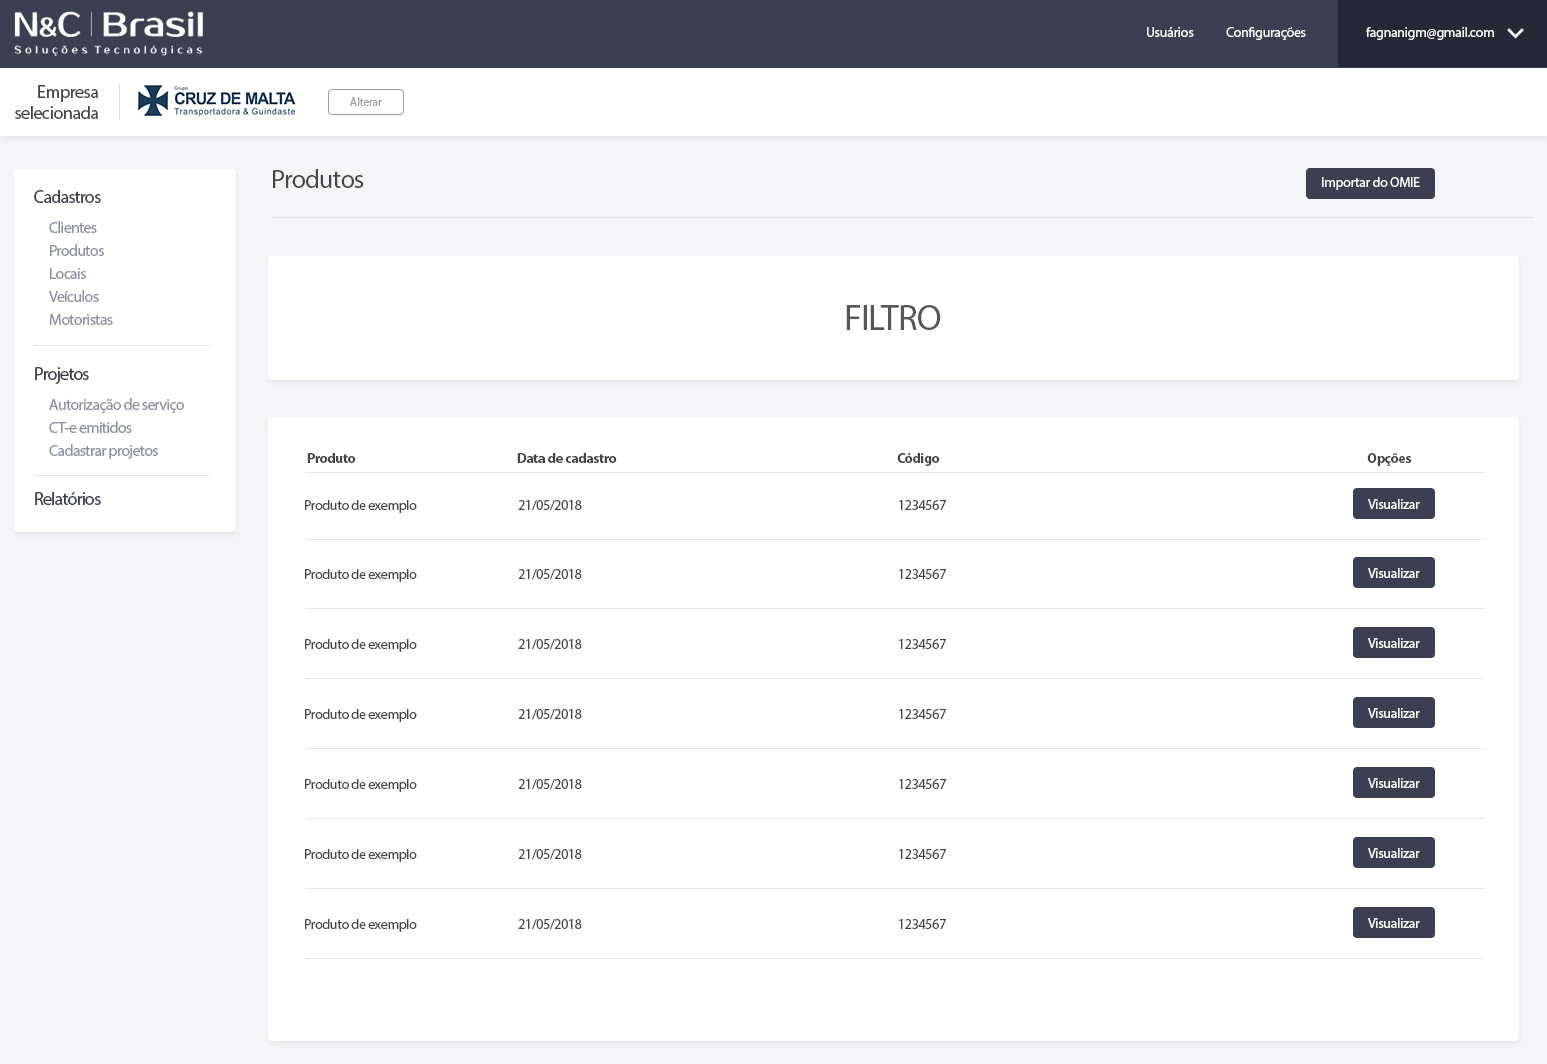 N&C | Brasil
Soluções Tecnológicas
Usuários
Configurações
fagnanigm@gmail.com
Empresa
selecionada
Grupo
CRUZ DE MALTA
Transportadora & Guindaste
Alterar
Cadastros
Clientes
Produtos
Locais
Veículos
Motoristas
Projetos
Autorização de serviço
CT-e emitidos
Cadastrar projetos
Relatórios
Produtos
Importar do OMIE
FILTRO
Produto Data de cadastro Código Opções
Produto de exemplo 21/05/2018 1234567 Visualizar
Produto de exemplo 21/05/2018 1234567 Visualizar
Produto de exemplo 21/05/2018 1234567 Visualizar
Produto de exemplo 21/05/2018 1234567 Visualizar
Produto de exemplo 21/05/2018 1234567 Visualizar
Produto de exemplo 21/05/2018 1234567 Visualizar
Produto de exemplo 21/05/2018 1234567 Visualizar